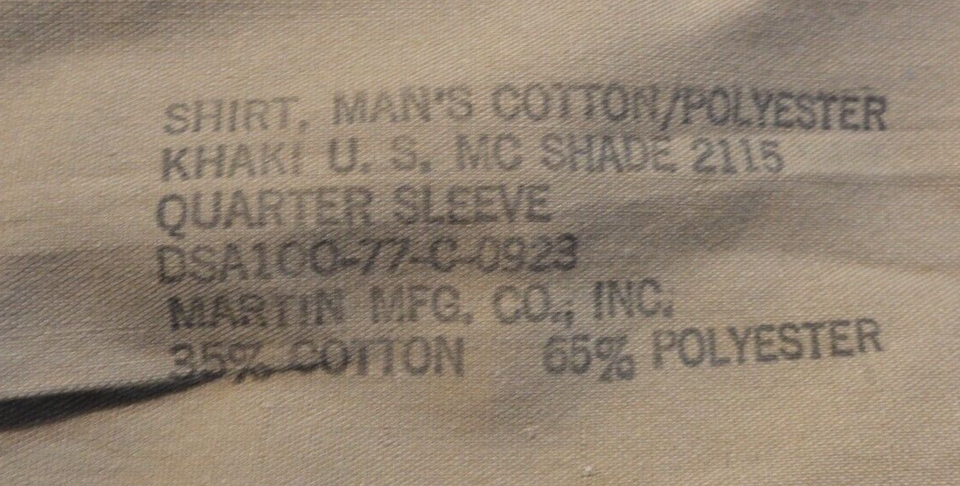 SHIRT, MAN'S COTTON/POLYESTER
KHAKI U. S. MC SHADE 2115
QUARTER SLEEVE
DSA100-77-C-0923
MARTIN MFG. CO., INC.
35% COTTON 65% POLYESTER